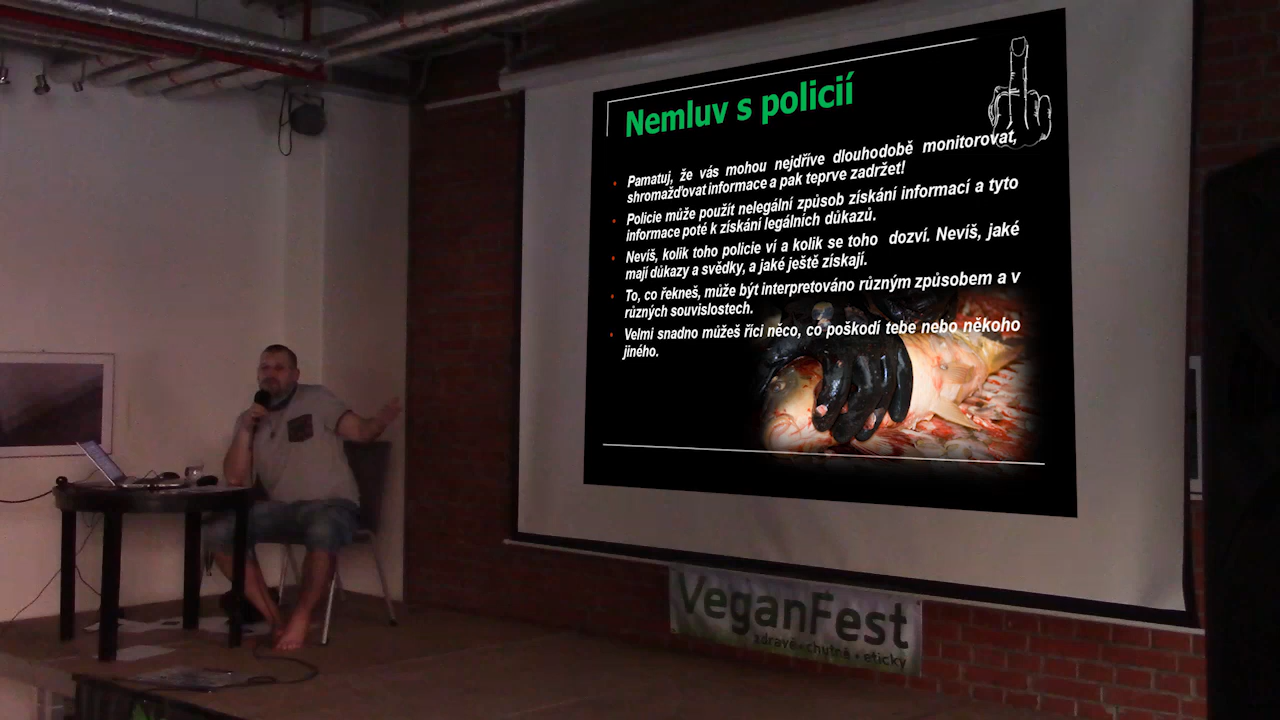 Nemluv s policií
Pamatuj, že vás mohou nejdříve dlouhodobě monitorovat,
shromažďovat informace a pak teprve zadržet!
Policie může použít nelegální způsob získání informací a tyto
informace poté k získání legálních důkazů.
Nevíš, kolik toho policie ví a kolik se toho dozví. Nevíš, jaké
mají důkazy a svědky, a jaké ještě získají.
To, co řekneš, může být interpretováno různým způsobem a v
různých souvislostech.
Velmi snadno můžeš říci něco, co poškodí tebe nebo někoho
jiného.
VeganFest
zdravě • chutně • eticky